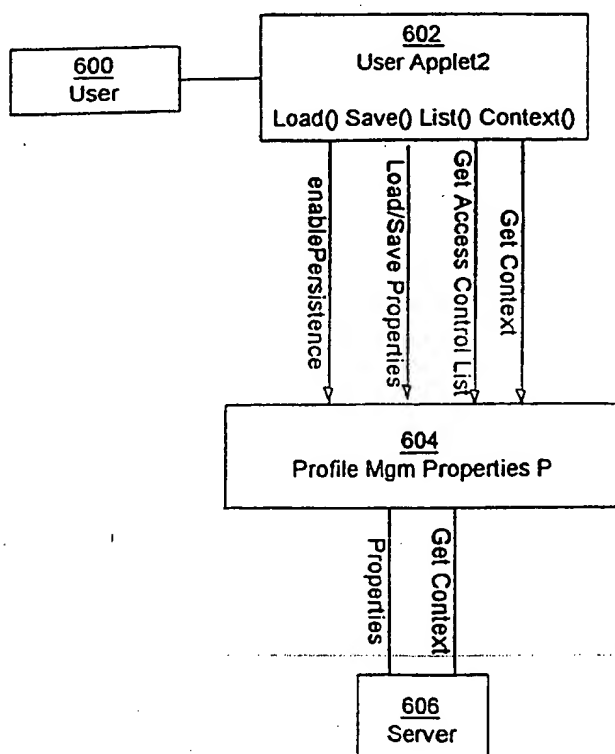 600
User
602
User Applet2
Load() Save() List() Context()
enablePersistence
Load/Save Properties
Get Access Control List
Get Context
604
Profile Mgm Properties P
Properties
Get Context
606
Server